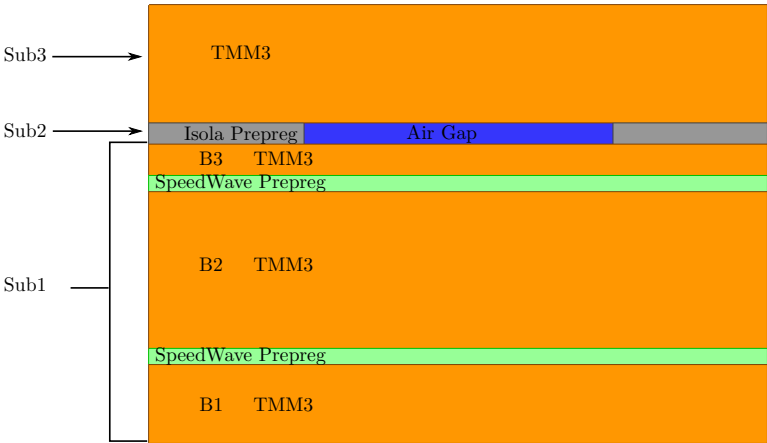 Sub3
TMM3
Sub2
Isola Prepreg
Air Gap
B3 TMM3
SpeedWave Prepreg
B2 TMM3
Sub1
SpeedWave Prepreg
B1 TMM3